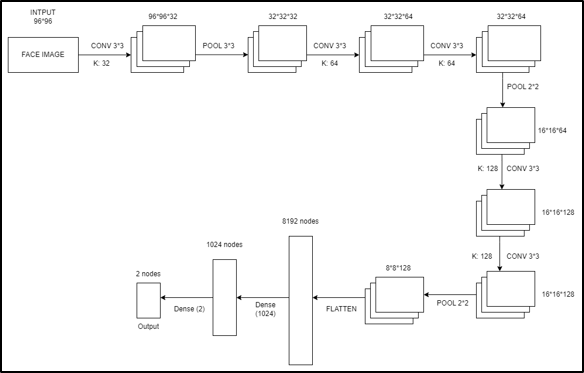 INTPUT
96*96
FACE IMAGE
CONV 3*3
K: 32
96*96*32
POOL 3*3
32*32*32
CONV 3*3
K: 64
32*32*64
CONV 3*3
K: 64
32*32*64
POOL 2*2
16*16*64
K: 128
CONV 3*3
16*16*128
K: 128
CONV 3*3
16*16*128
POOL 2*2
8*8*128
FLATTEN
8192 nodes
Dense
(1024)
1024 nodes
Dense (2)
2 nodes
Output